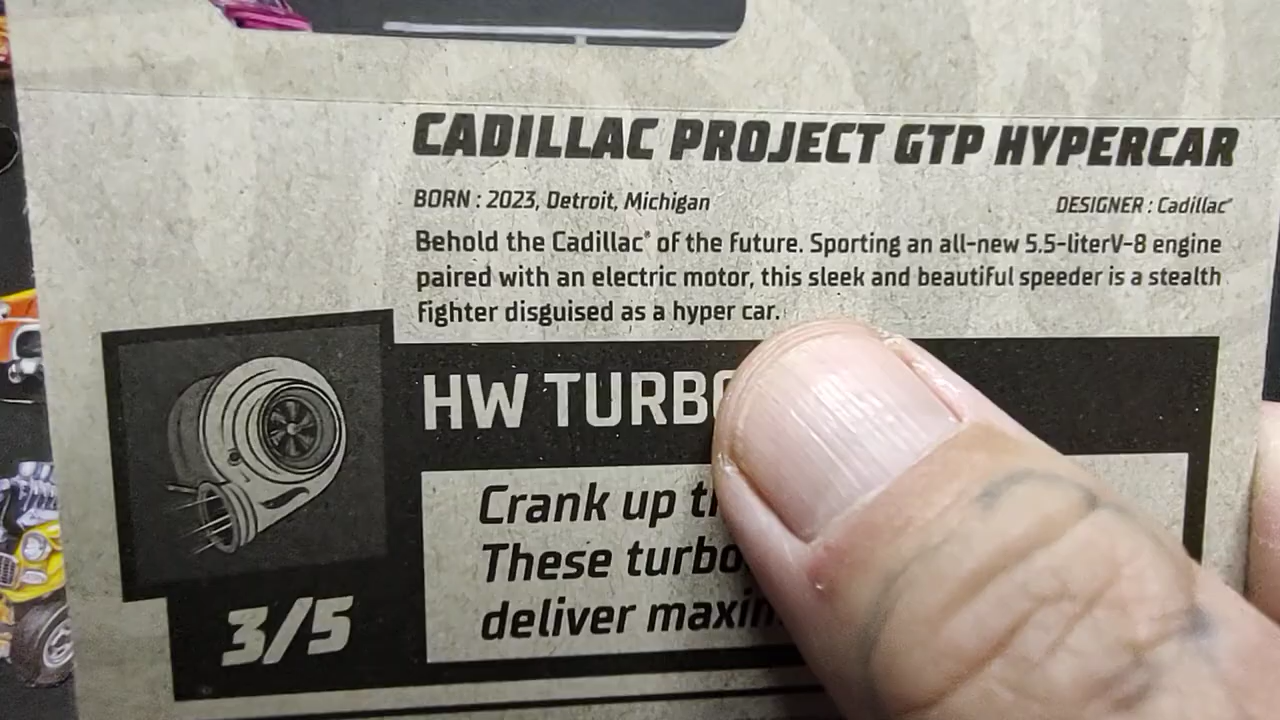 CADILLAC PROJECT GTP HYPERCAR
BORN : 2023, Detroit, Michigan DESIGNER : Cadillac®
Behold the Cadillac® of the future. Sporting an all-new 5.5-literV-8 engine
paired with an electric motor, this sleek and beautiful speeder is a stealth
fighter disguised as a hyper car.
HW TURBO
Crank up
These turbo
deliver
3/5